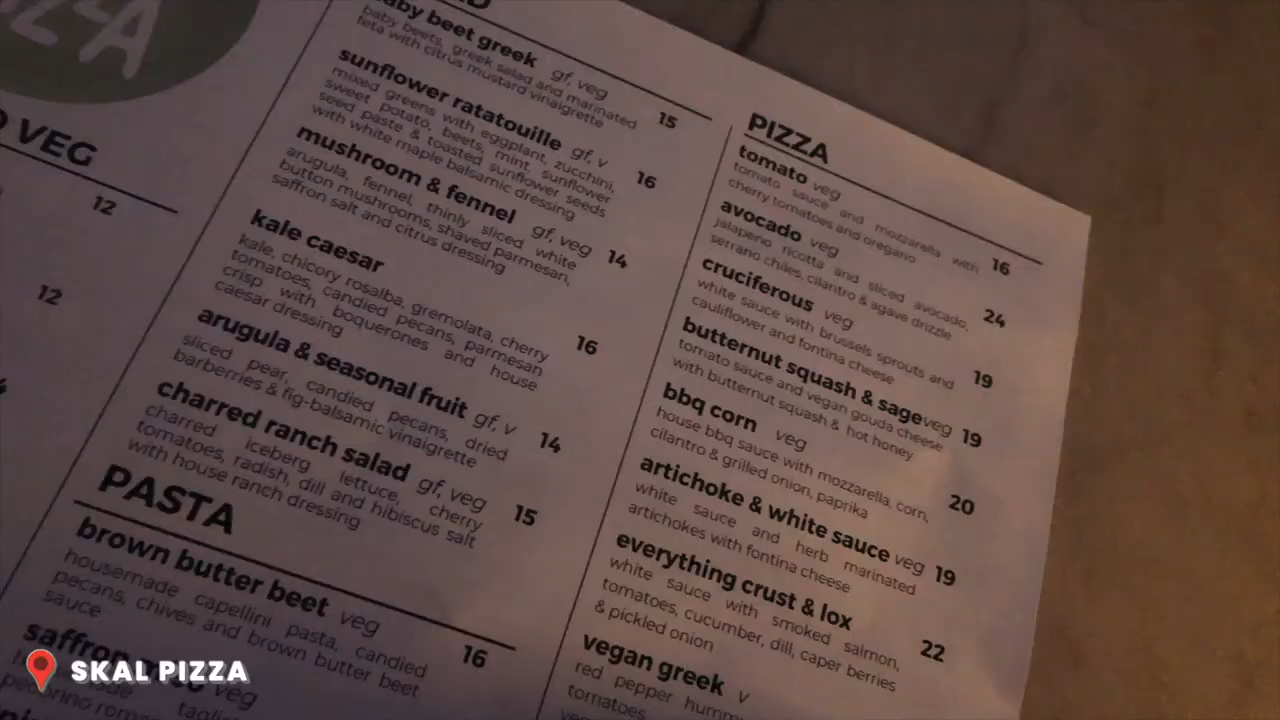 ZZA
VEG
12
12
baby beet greek gf, veg
baby beets, greek salad and marinated
feta with citrus mustard vinaigrette
15
sunflower ratatouille gf, v
mixed greens with eggplant, zucchini,
sweet potato, beets, mint, sunflower
seed paste & toasted sunflower seeds
with white maple balsamic dressing
16
mushroom & fennel gf, veg
arugula, fennel, thinly sliced white
button mushrooms, shaved parmesan,
saffron salt and citrus dressing
14
kale caesar
kale, chicory rosalba, gremolata, cherry
tomatoes, candied pecans, parmesan
crisp with boquerones and house
caesar dressing
16
arugula & seasonal fruit gf, v
sliced pear, candied pecans, dried
barberries & fig-balsamic vinaigrette
14
charred ranch salad gf, veg
charred iceberg lettuce, cherry
tomatoes, radish, dill and hibiscus salt
with house ranch dressing
15
PASTA
brown butter beet veg
housemade capellini pasta, candied
pecans, chives and brown butter beet
sauce
16
saffron veg
PIZZA
tomato veg
tomato sauce and mozzarella with
cherry tomatoes and oregano
16
avocado veg
jalapeño ricotta and sliced avocado,
serrano chiles, cilantro & agave drizzle
24
cruciferous veg
white sauce with brussels sprouts and
cauliflower and fontina cheese
19
butternut squash & sage veg
tomato sauce and vegan gouda cheese
with butternut squash & hot honey
19
bbq corn veg
house bbq sauce with mozzarella, corn,
cilantro & grilled onion, paprika
20
artichoke & white sauce veg
white sauce and herb marinated
artichokes with fontina cheese
19
everything crust & lox
white sauce with smoked salmon,
tomatoes, cucumber, dill, caper berries
& pickled onion
22
vegan greek v
red pepper
tomatoes,
SKAL PIZZA